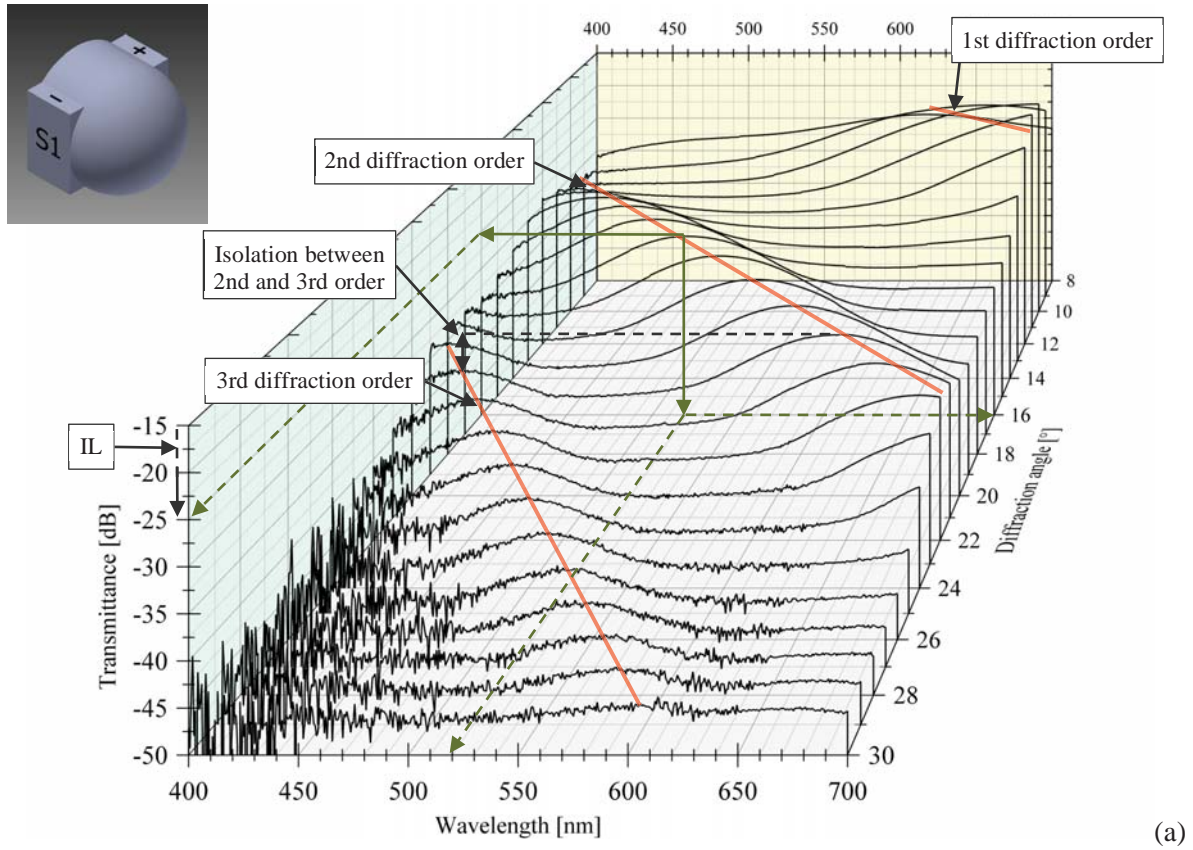 +
-
S1
400 450 500 550 600
1st diffraction order
2nd diffraction order
Isolation between
2nd and 3rd order
3rd diffraction order
IL
Transmittance [dB]
-15
-20
-25
-30
-35
-40
-45
-50
400 450 500 550 600 650 700
Wavelength [nm]
8
10
12
14
16
18
20
22
24
26
28
30
Diffraction angle [°]
(a)